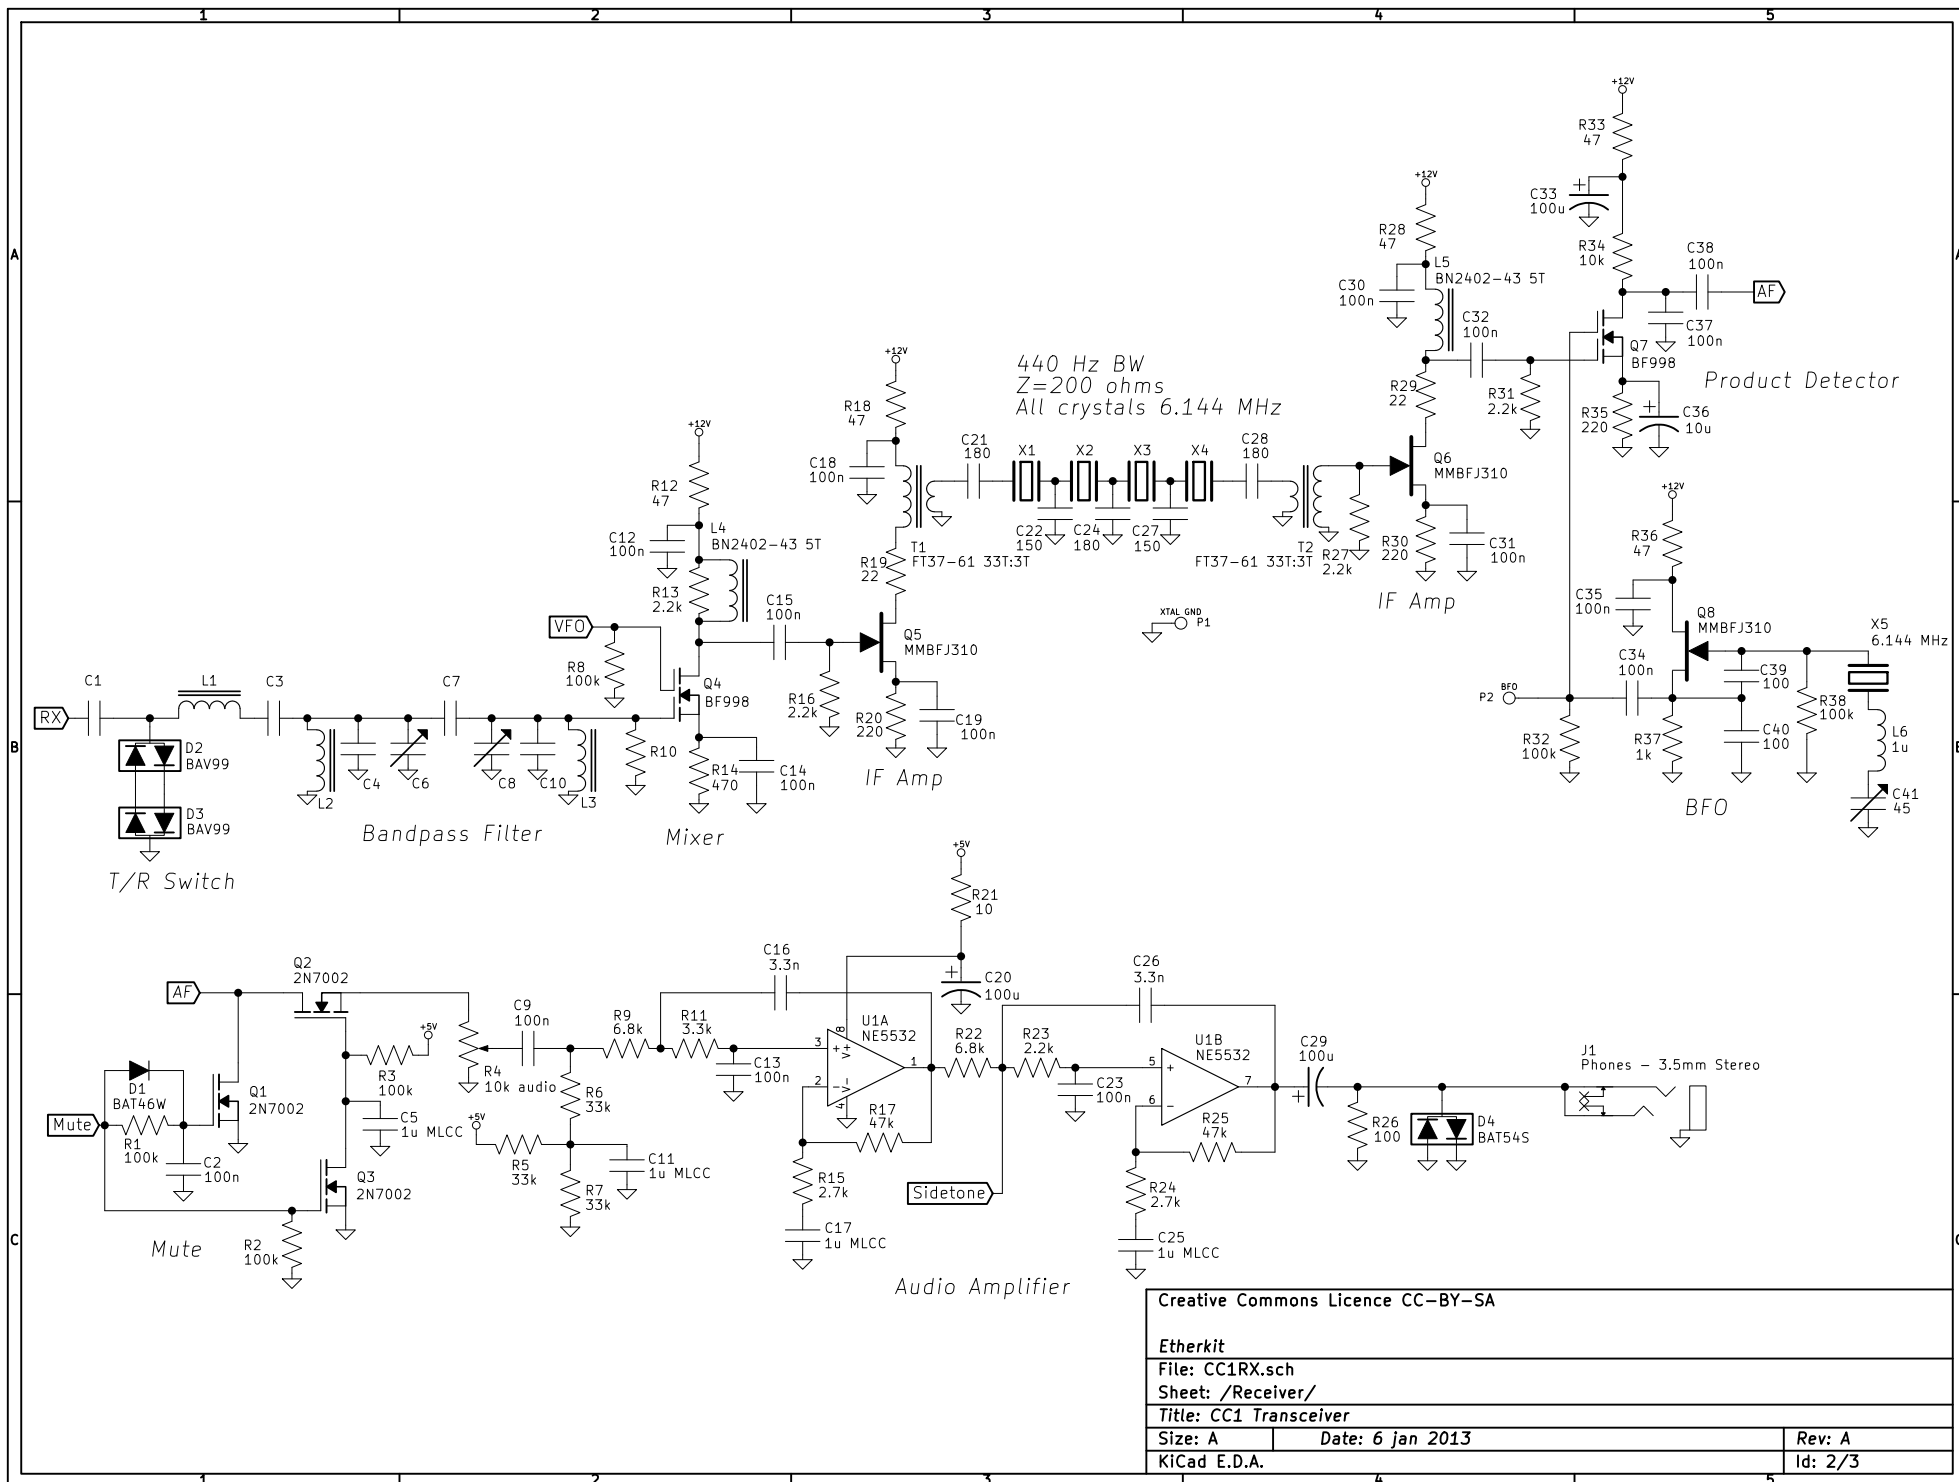 1 2 3 4 5
A
A
B
B
C
C
+12V
R33
47
C33
100u
+
R34
10k
C38
100n
AF
C37
100n
Q7
BF998
Product Detector
R35
220
+
C36
10u
+12V
R28
47
L5
BN2402-43 5T
C30
100n
C32
100n
R29
22
R31
2.2k
Q6
MMBFJ310
R30
220
C31
100n
IF Amp
440 Hz BW
Z=200 ohms
All crystals 6.144 MHz
C21
180
X1
X2
X3
X4
C28
180
C22
150
C24
180
C27
150
T2
FT37-61 33T:3T
R27
2.2k
XTAL GND
P1
+12V
R18
47
C18
100n
T1
FT37-61 33T:3T
R19
22
Q5
MMBFJ310
R16
2.2k
R20
220
C19
100n
IF Amp
+12V
R12
47
C12
100n
L4
BN2402-43 5T
R13
2.2k
C15
100n
VFO
R8
100k
Q4
BF998
R10
R14
470
C14
100n
Mixer
RX
C1
L1
C3
C7
D2
BAV99
D3
BAV99
L2
C4
C6
C8
C10
L3
Bandpass Filter
T/R Switch
+12V
R36
47
C35
100n
Q8
MMBFJ310
X5
6.144 MHz
C34
100n
C39
100
P2
BFO
R32
100k
R37
1k
C40
100
R38
100k
L6
1u
C41
45
BFO
AF
Q2
2N7002
+5V
R3
100k
D1
BAT46W
Mute
R1
100k
Q1
2N7002
C2
100n
C5
1u MLCC
Q3
2N7002
R2
100k
Mute
R4
10k audio
C9
100n
R9
6.8k
R11
3.3k
C16
3.3n
R6
33k
+5V
R5
33k
R7
33k
C11
1u MLCC
C13
100n
+5V
R21
10
+
C20
100u
U1A
NE5532
3
2
1
8
4
+
-
V+
V-
R17
47k
R15
2.7k
C17
1u MLCC
R22
6.8k
R23
2.2k
C26
3.3n
Sidetone
C23
100n
U1B
NE5532
5
6
7
+
-
R25
47k
R24
2.7k
C25
1u MLCC
C29
100u
+
R26
100
D4
BAT54S
J1
Phones - 3.5mm Stereo
Audio Amplifier
Creative Commons Licence CC-BY-SA
Etherkit
File: CC1RX.sch
Sheet: /Receiver/
Title: CC1 Transceiver
Size: A Date: 6 jan 2013 Rev: A
KiCad E.D.A. Id: 2/3
1 2 3 4 5